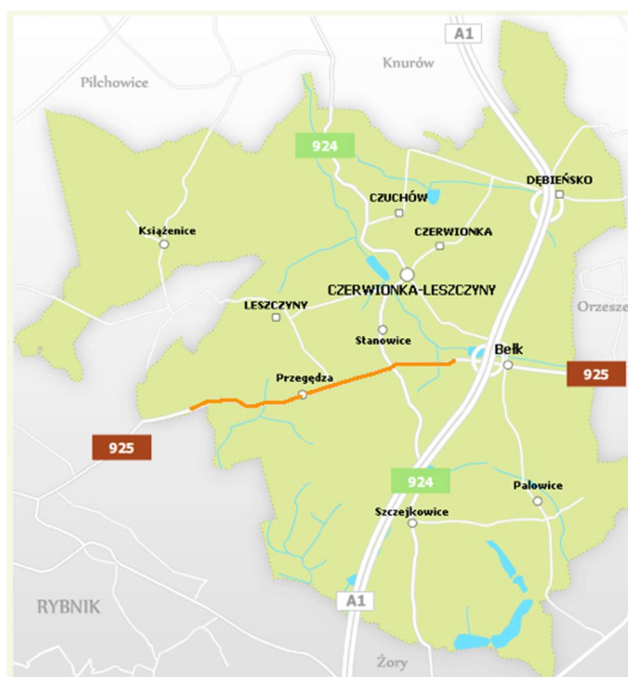 A1
Knurów
Pilchowice
924
DĘBIEŃSKO
CZUCHÓW
Książenice
CZERWIONKA
CZERWIONKA-LESZCZYNY
LESZCZYNY
Orzesze
Stanowice
Bełk
925
Przegędza
925
924
Palowice
Szczejkowice
A1
RYBNIK
Żory